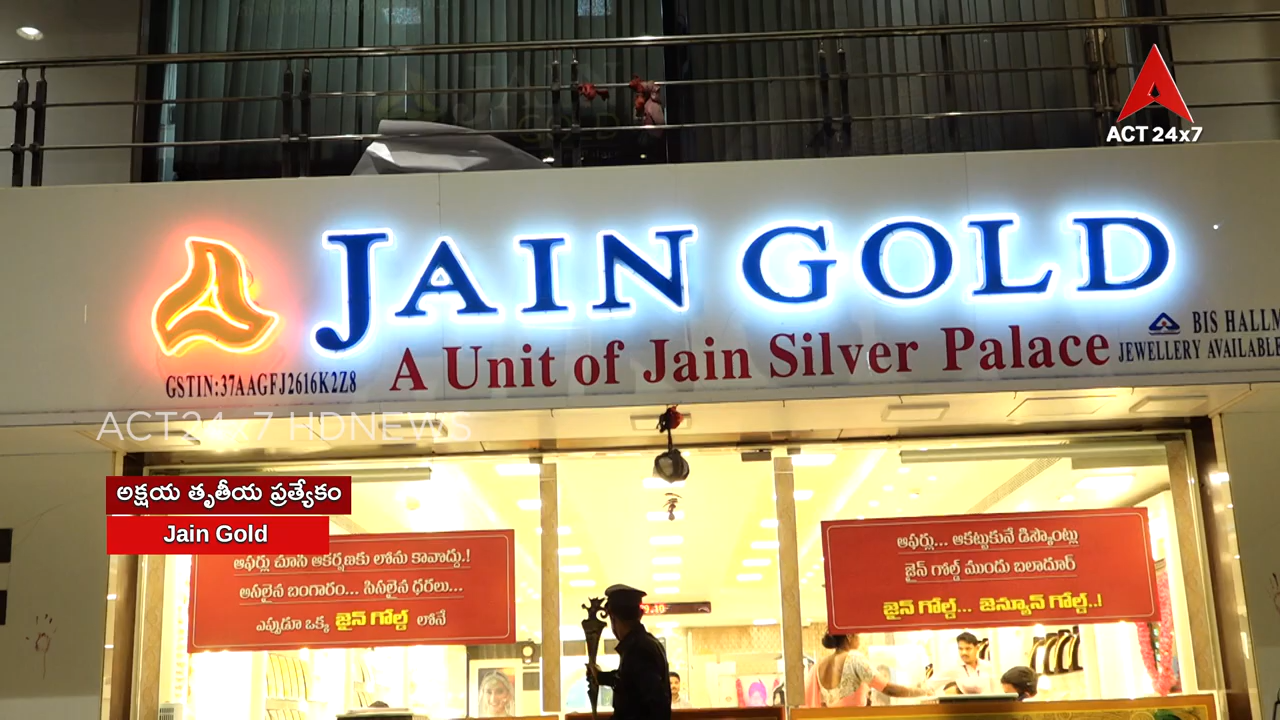 ACT 24x7
JAIN GOLD
A Unit of Jain Silver Palace
GSTIN:37AAGFJ2616K2Z8
BIS HALLM
JEWELLERY AVAILABLE
ACT24x7 HDNEWS
అక్షయ తృతీయ ప్రత్యేకం
Jain Gold
ఆఫర్లు చూసి ఆకర్షణకు లోను కావొద్దు.!
అసలైన బంగారం... సిసలైన ధరలు...
ఎప్పుడూ ఒక్క జైన్ గోల్డ్ లోనే
ఆఫర్లు... ఆకట్టుకునే డిస్కౌంట్లు
జైన్ గోల్డ్ ముందు బలాదూర్
జైన్ గోల్డ్... జెన్యూన్ గోల్డ్..!